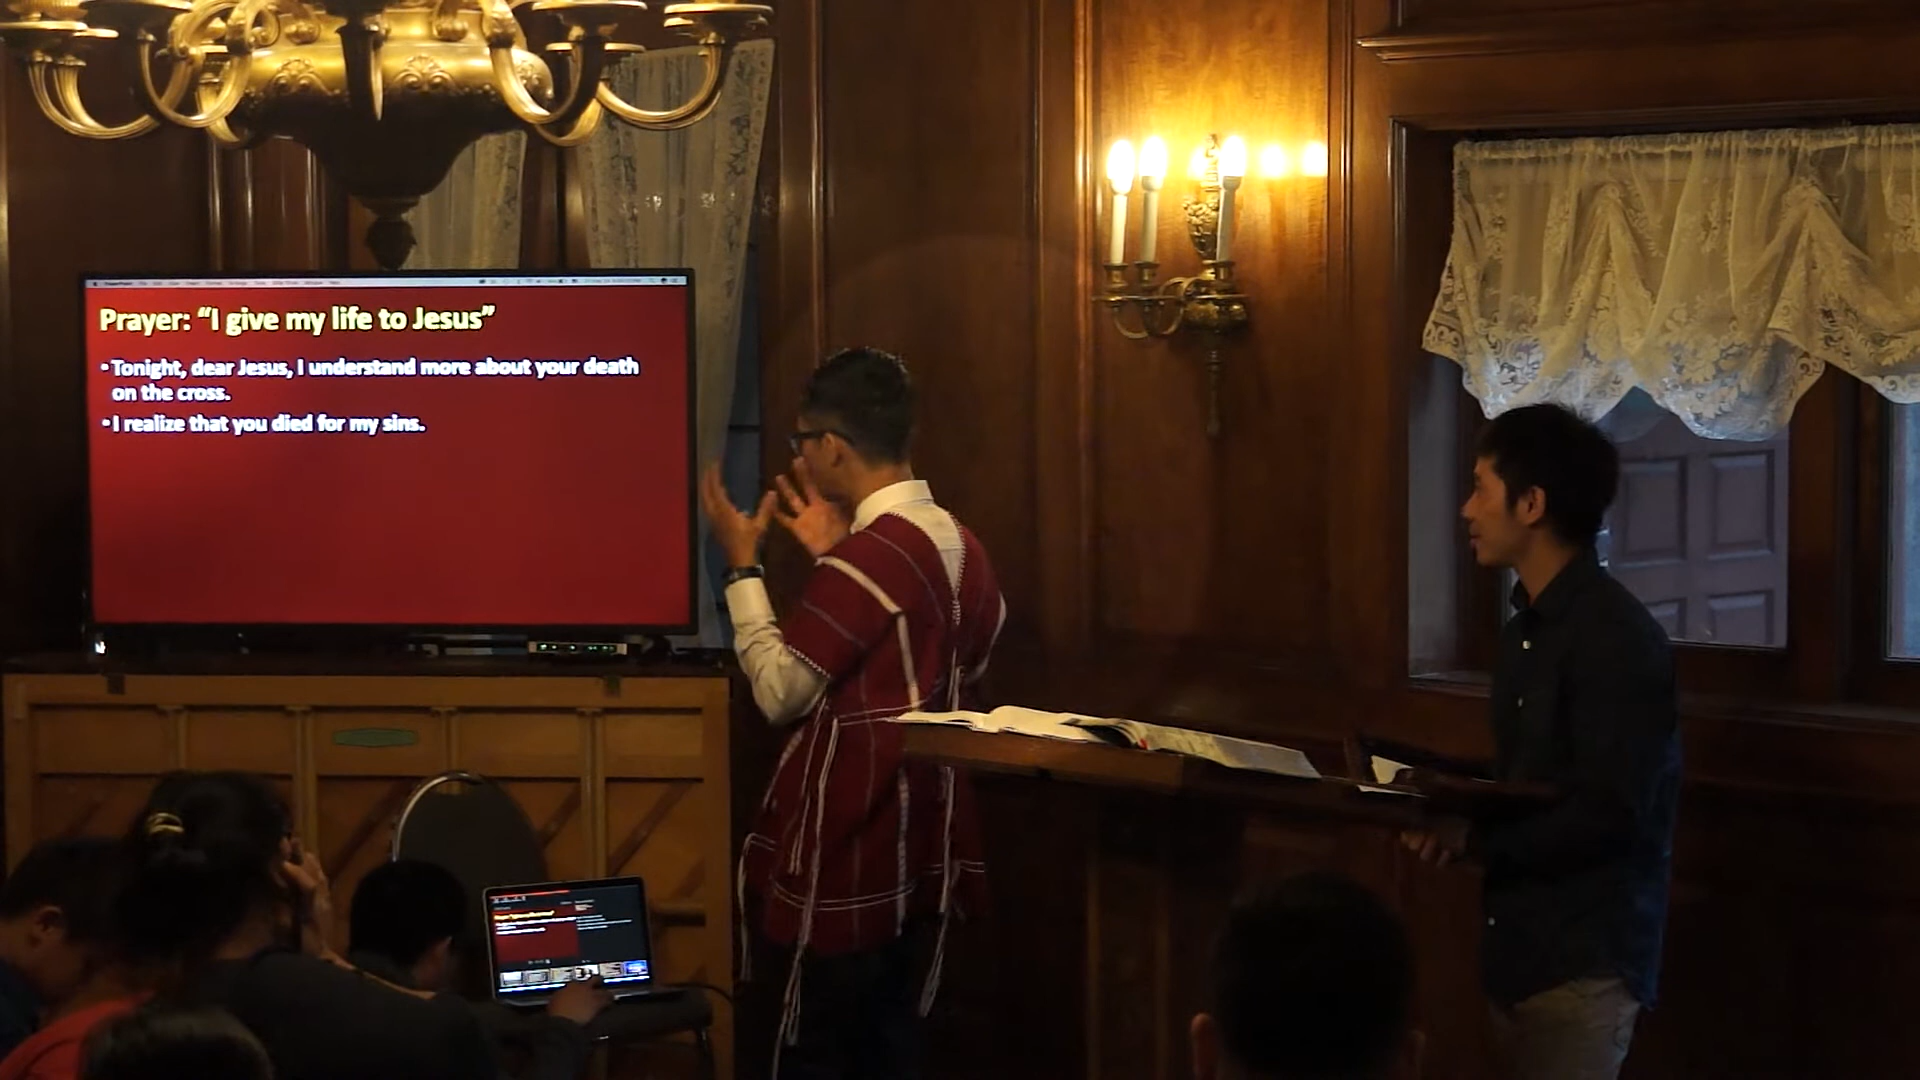 Prayer: “I give my life to Jesus”
• Tonight, dear Jesus, I understand more about your death
on the cross.
• I realize that you died for my sins.